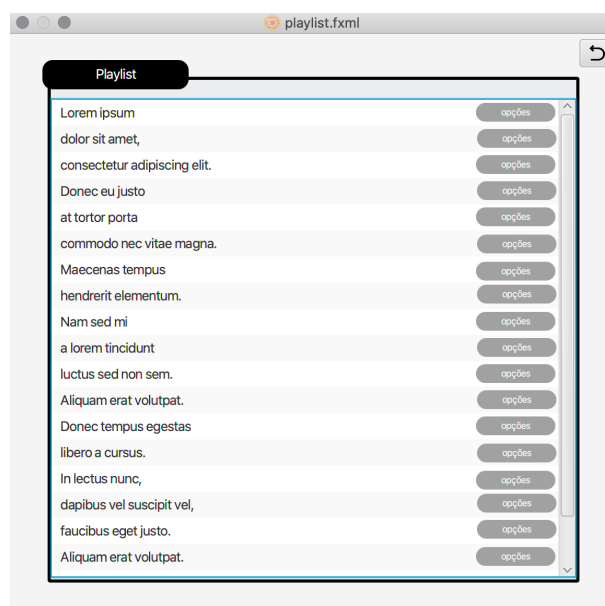 playlist.fxml
Playlist
Lorem ipsum opções
dolor sit amet, opções
consectetur adipiscing elit. opções
Donec eu justo opções
at tortor porta opções
commodo nec vitae magna. opções
Maecenas tempus opções
hendrerit elementum. opções
Nam sed mi opções
a lorem tincidunt opções
luctus sed non sem. opções
Aliquam erat volutpat. opções
Donec tempus egestas opções
libero a cursus. opções
In lectus nunc, opções
dapibus vel suscipit vel, opções
faucibus eget justo. opções
Aliquam erat volutpat. opções